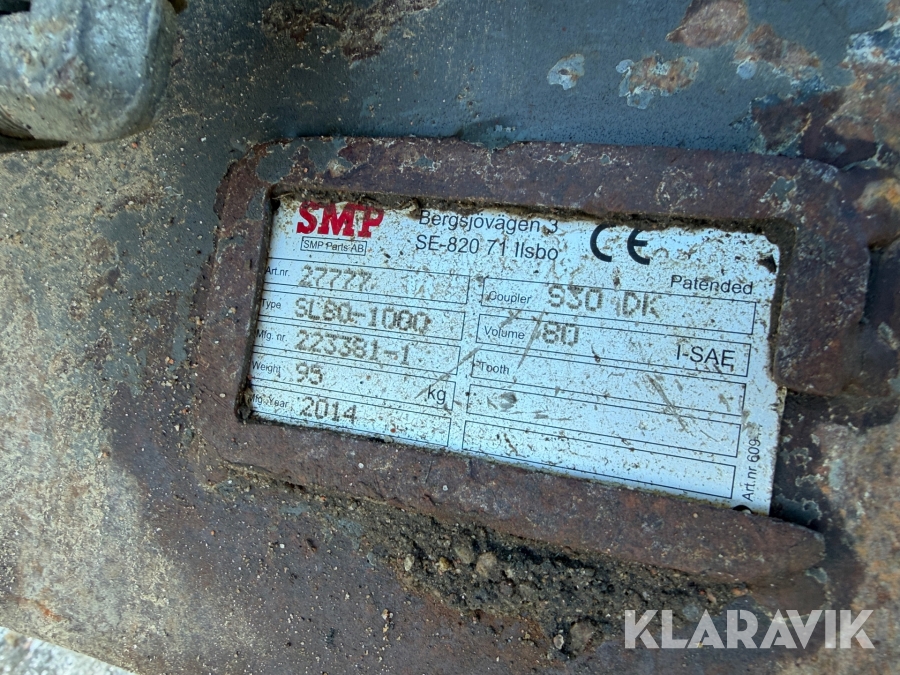 SMP
SMP Parts AB
Bergsjövägen 3
SE-820 71 Ilsbo
CE
Patended
Art.nr. 27777
Type SL80-1000
Mfg. nr. 223381-1
Weight 95 kg
Mfg. Year 2014
Coupler S30 DK
Volume 80 l-SAE
Tooth
Art.nr 609
KLARAVIK